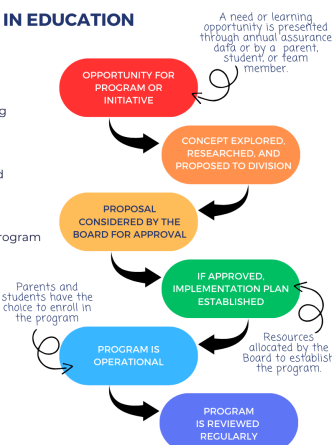 IN EDUCATION
A need or learning
opportunity is presented
through annual assurance
data or by a parent,
student, or team
member.
OPPORTUNITY FOR
PROGRAM OR
INITIATIVE
CONCEPT EXPLORED,
RESEARCHED, AND
PROPOSED TO DIVISION
PROPOSAL
CONSIDERED BY THE
BOARD FOR APPROVAL
IF APPROVED,
IMPLEMENTATION PLAN
ESTABLISHED
Parents and
students have the
choice to enroll in
the program
Resources
allocated by the
Board to establish
the program.
PROGRAM IS
OPERATIONAL
PROGRAM
IS REVIEWED
REGULARLY